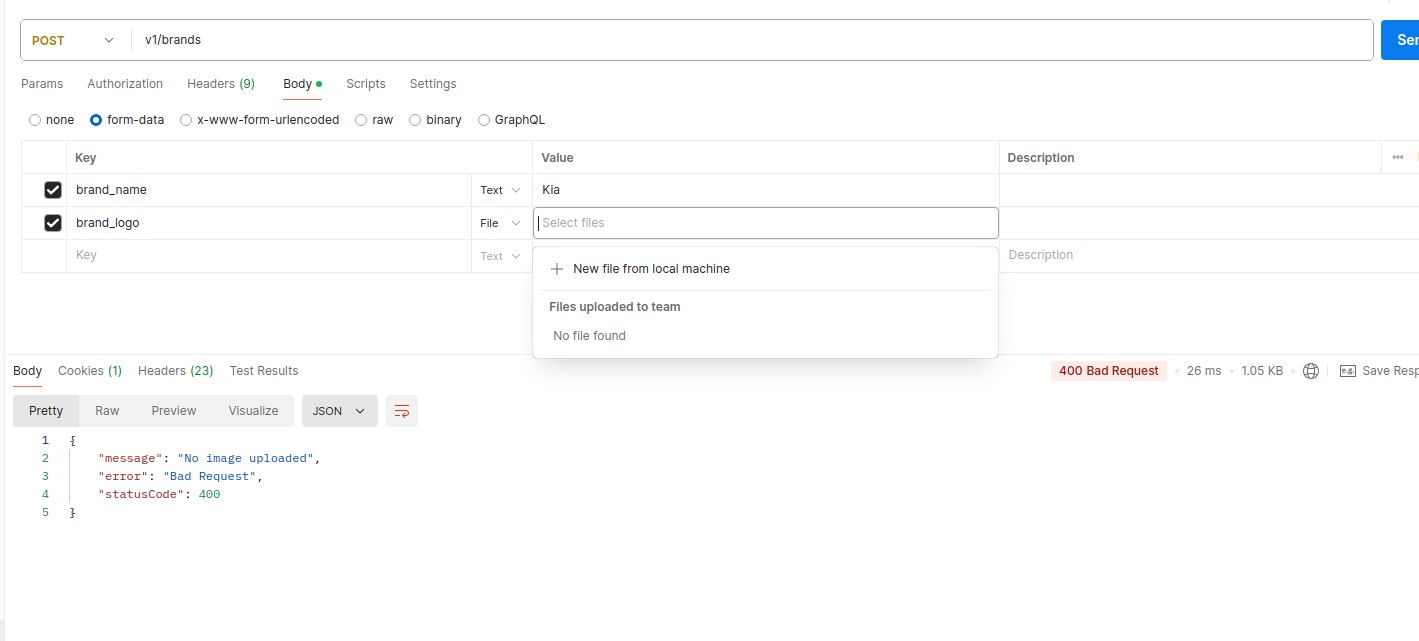 POST v1/brands Ser
Params Authorization Headers (9) Body Scripts Settings
none form-data x-www-form-urlencoded raw binary GraphQL
Key Value Description
brand_name Text Kia
brand_logo File Select files
Key Text Description
New file from local machine
Files uploaded to team
No file found
Body Cookies (1) Headers (23) Test Results 400 Bad Request 26 ms 1.05 KB e.g. Save Resp
Pretty Raw Preview Visualize JSON
1 {
2 "message": "No image uploaded",
3 "error": "Bad Request",
4 "statusCode": 400
5 }